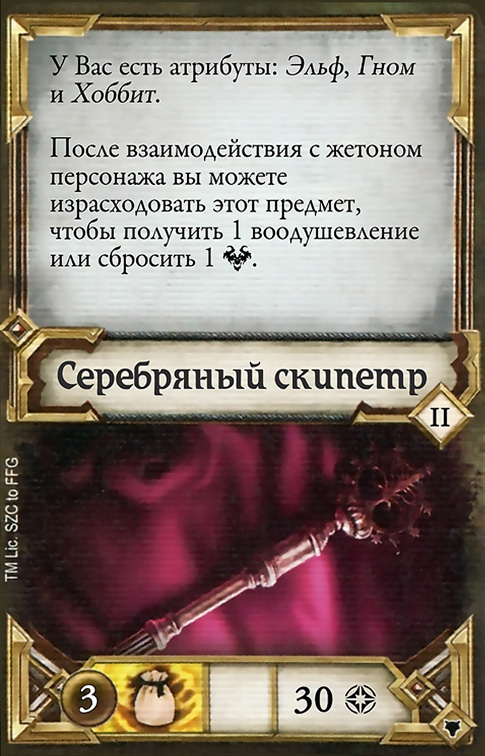 У Вас есть атрибуты: Эльф, Гном
и Хоббит.
После взаимодействия с жетоном
персонажа вы можете
израсходовать этот предмет,
чтобы получить 1 воодушевление
или сбросить 1 .
Серебряный скипетр
II
TM Lic. SZC to FFG
3
30